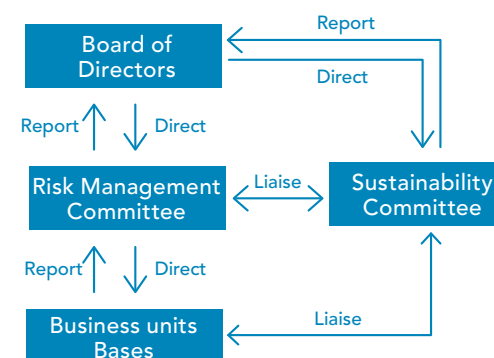 Report
Board of
Directors
Direct
Report
Direct
Risk Management
Committee
Liaise
Sustainability
Committee
Report
Direct
Business units
Bases
Liaise